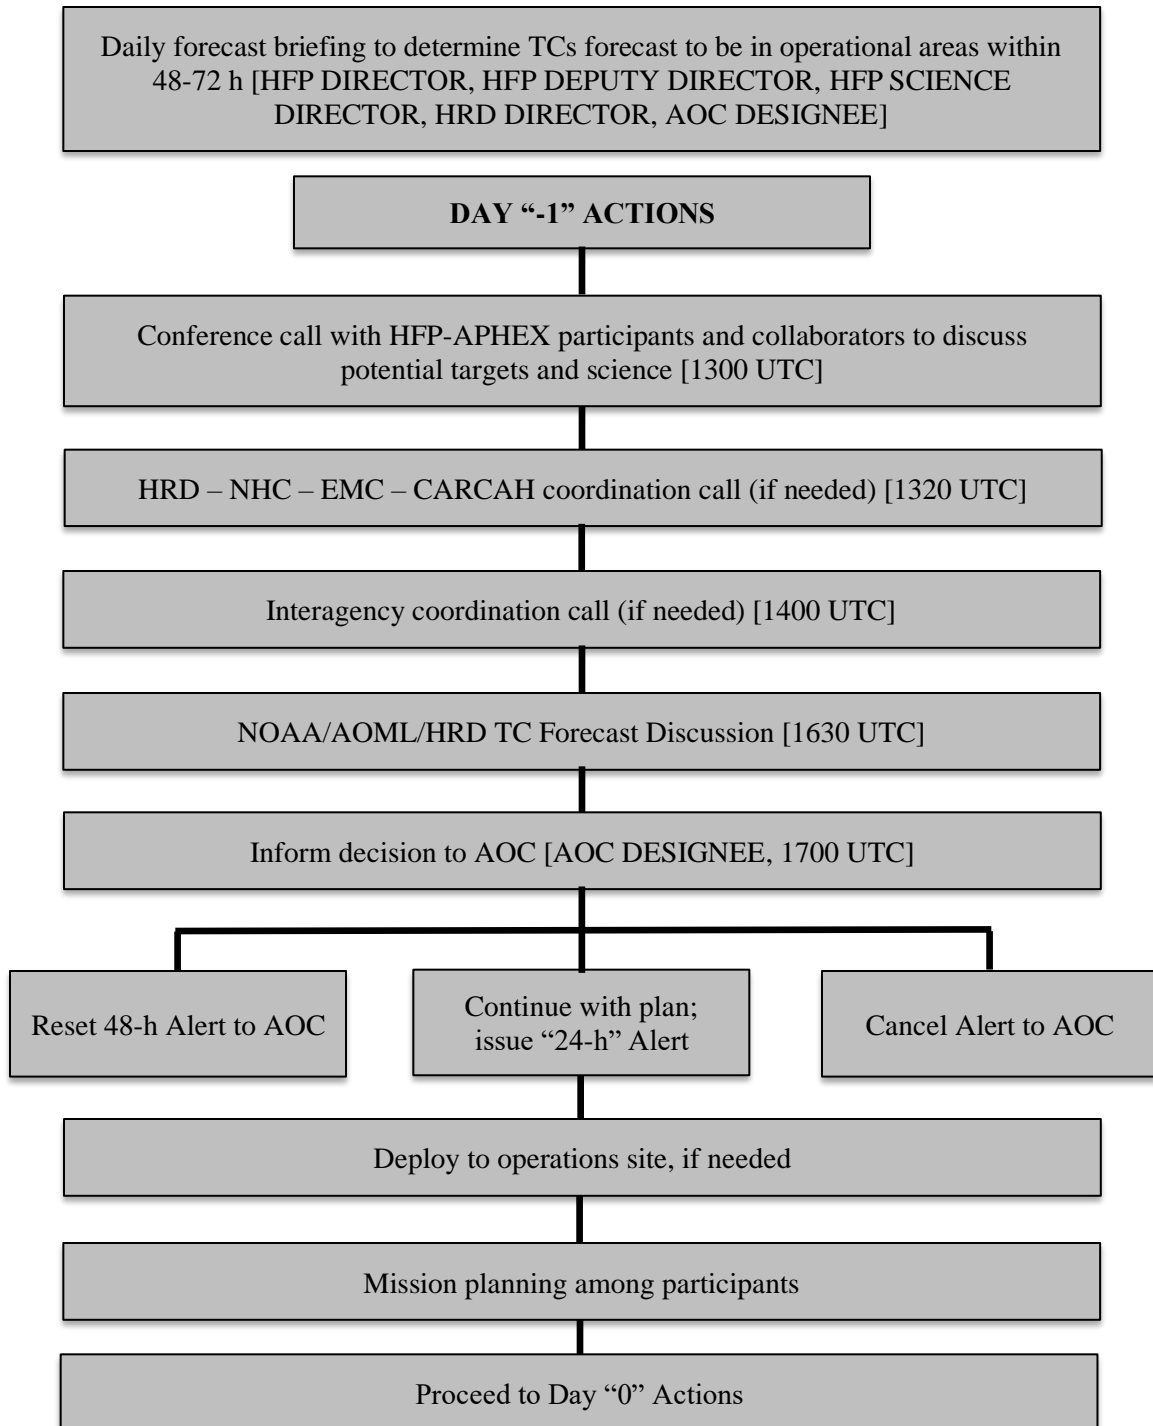 Daily forecast briefing to determine TCs forecast to be in operational areas within
48-72 h [HFP DIRECTOR, HFP DEPUTY DIRECTOR, HFP SCIENCE
DIRECTOR, HRD DIRECTOR, AOC DESIGNEE]
DAY “-1” ACTIONS
Conference call with HFP-APHEX participants and collaborators to discuss
potential targets and science [1300 UTC]
HRD – NHC – EMC – CARCAH coordination call (if needed) [1320 UTC]
Interagency coordination call (if needed) [1400 UTC]
NOAA/AOML/HRD TC Forecast Discussion [1630 UTC]
Inform decision to AOC [AOC DESIGNEE, 1700 UTC]
Reset 48-h Alert to AOC
Continue with plan;
issue “24-h” Alert
Cancel Alert to AOC
Deploy to operations site, if needed
Mission planning among participants
Proceed to Day “0” Actions